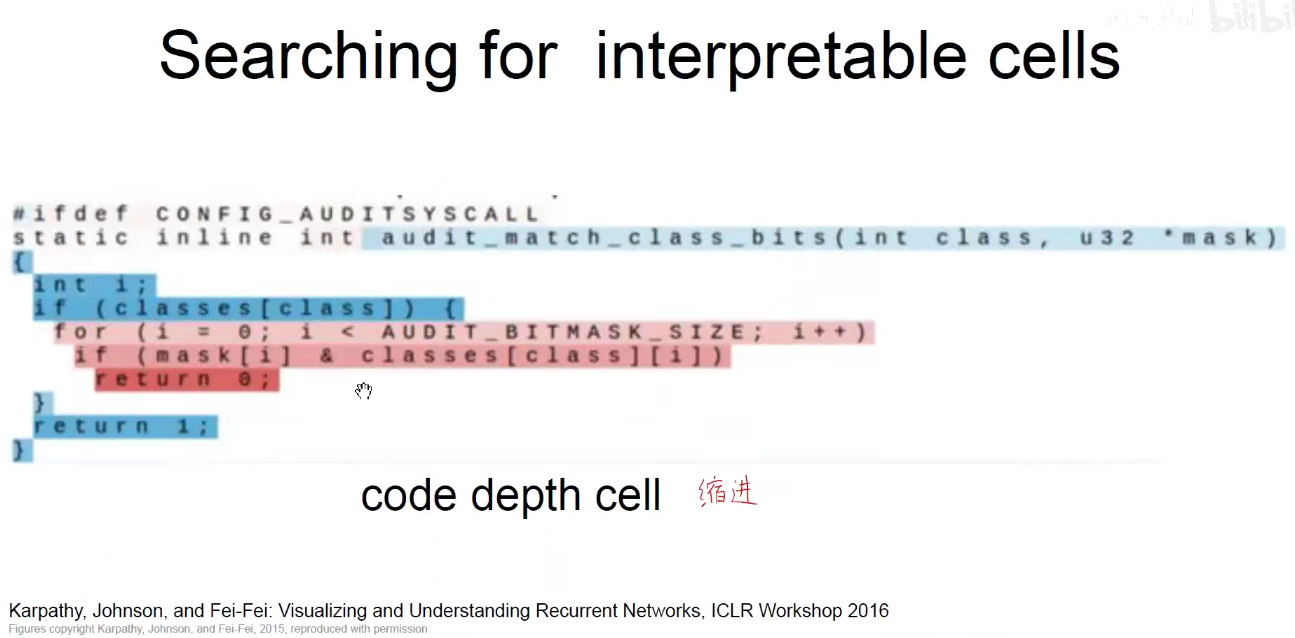 bilibili
Searching for interpretable cells
#ifdef CONFIG_AUDITSYSCALL
static inline int audit_match_class_bits(int class, u32 *mask)
{
int i;
if (classes[class]) {
for (i = 0; i < AUDIT_BITMASK_SIZE; i++)
if (mask[i] & classes[class][i])
return 0;
}
return 1;
}
code depth cell 缩进
Karpathy, Johnson, and Fei-Fei: Visualizing and Understanding Recurrent Networks, ICLR Workshop 2016
Figures copyright Karpathy, Johnson, and Fei-Fei, 2015; reproduced with permission